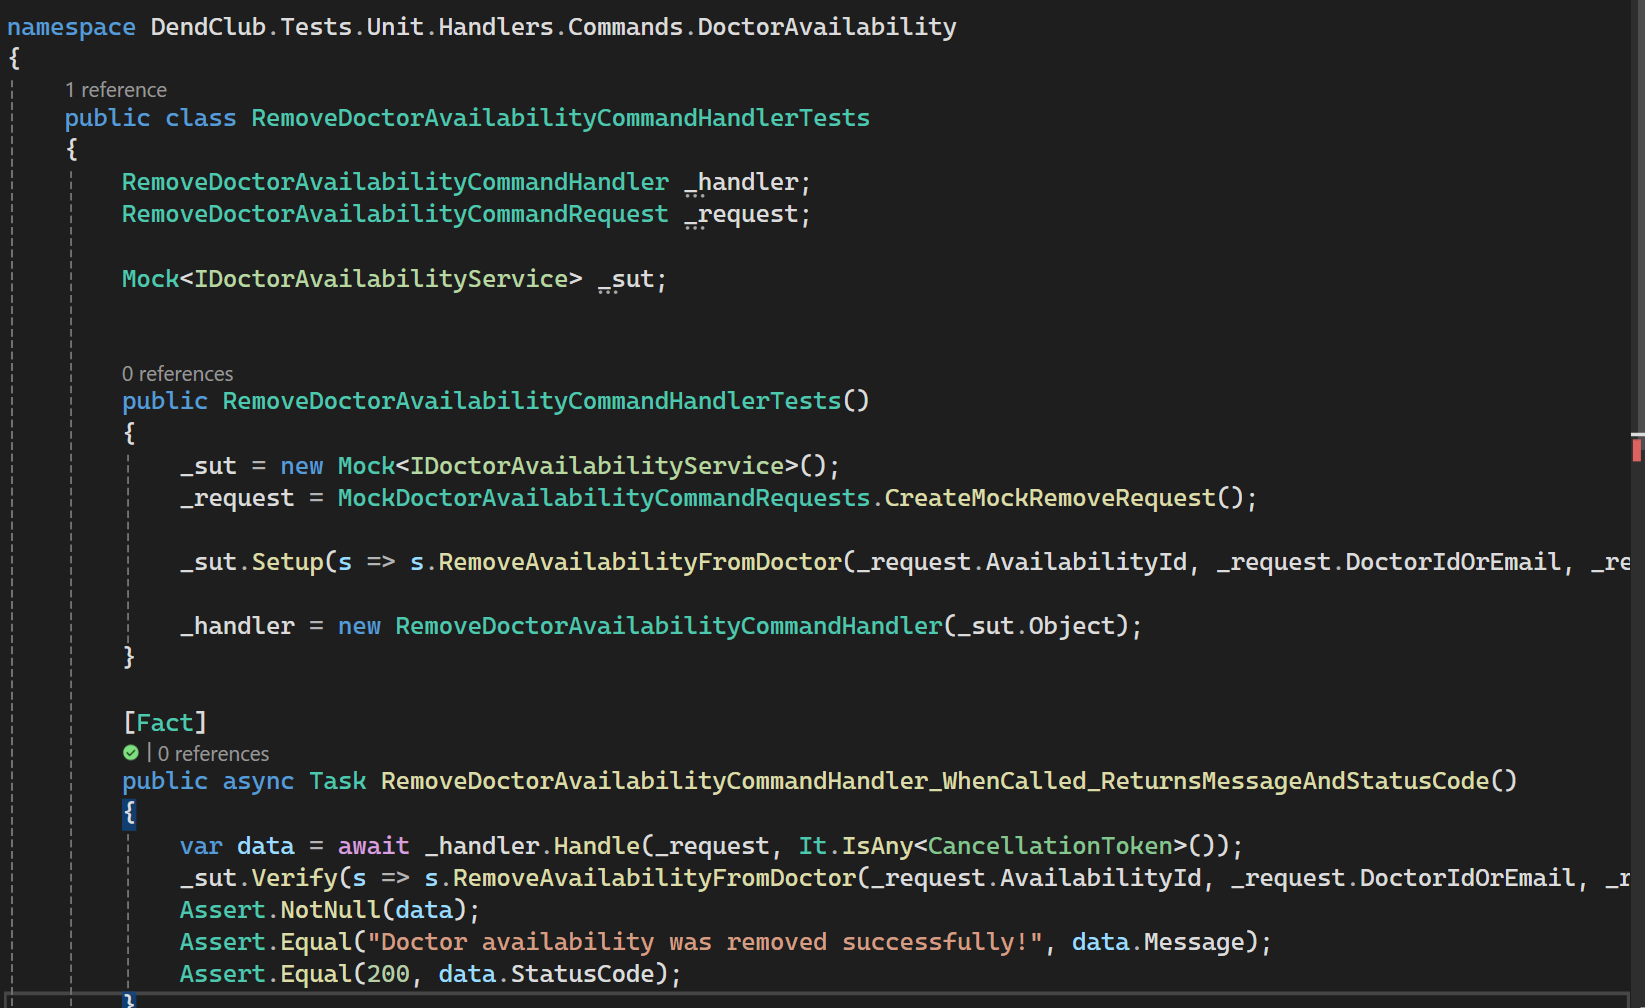 namespace DendClub.Tests.Unit.Handlers.Commands.DoctorAvailability
{
1 reference
public class RemoveDoctorAvailabilityCommandHandlerTests
{
RemoveDoctorAvailabilityCommandHandler _handler;
RemoveDoctorAvailabilityCommandRequest _request;
Mock<IDoctorAvailabilityService> _sut;
0 references
public RemoveDoctorAvailabilityCommandHandlerTests()
{
_sut = new Mock<IDoctorAvailabilityService>();
_request = MockDoctorAvailabilityCommandRequests.CreateMockRemoveRequest();
_sut.Setup(s => s.RemoveAvailabilityFromDoctor(_request.AvailabilityId, _request.DoctorIdOrEmail, _re
_handler = new RemoveDoctorAvailabilityCommandHandler(_sut.Object);
}
[Fact]
| 0 references
public async Task RemoveDoctorAvailabilityCommandHandler_WhenCalled_ReturnsMessageAndStatusCode()
{
var data = await _handler.Handle(_request, It.IsAny<CancellationToken>());
_sut.Verify(s => s.RemoveAvailabilityFromDoctor(_request.AvailabilityId, _request.DoctorIdOrEmail, _r
Assert.NotNull(data);
Assert.Equal("Doctor availability was removed successfully!", data.Message);
Assert.Equal(200, data.StatusCode);
}